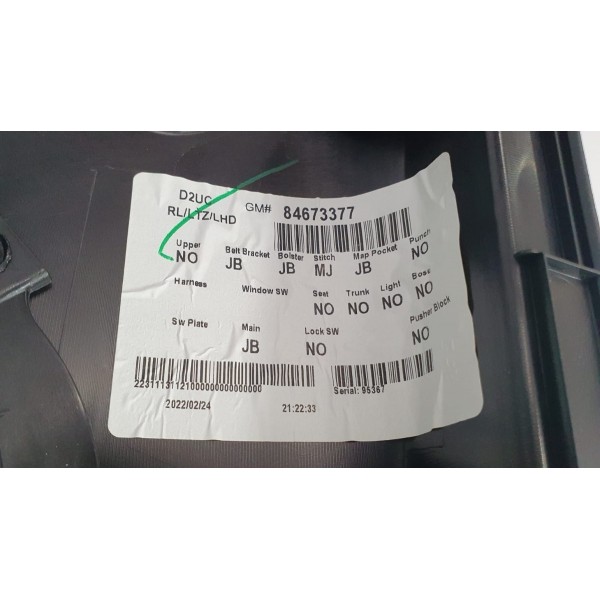 D2UC GM# 84673377
RL/LTZ/LHD
Upper Belt Bracket Bolster Stitch Map Pocket Punch
NO JB JB MJ JB NO
Harness Window SW Seat Trunk Light Bose
NO NO NO NO
Sw Plate Main Lock SW Pusher Block
JB NO NO
Serial: 95367
2022/02/24 21:22:33